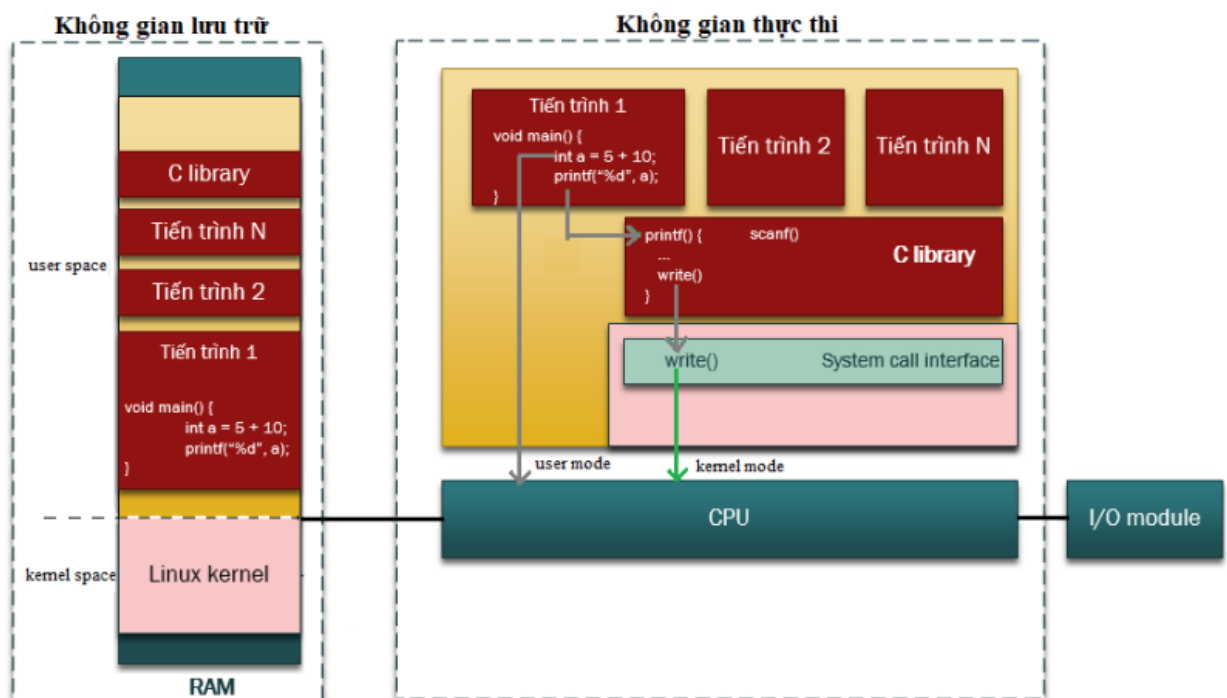 Không gian lưu trữ
C library
Tiến trình N
user space
Tiến trình 2
Tiến trình 1
void main() {
int a = 5 + 10;
printf("%d", a);
}
kernel space
Linux kernel
RAM
Không gian thực thi
Tiến trình 1
void main() {
int a = 5 + 10;
printf("%d", a);
}
Tiến trình 2
Tiến trình N
printf() {
scanf()
...
write()
}
C library
write()
System call interface
user mode
kernel mode
CPU
I/O module